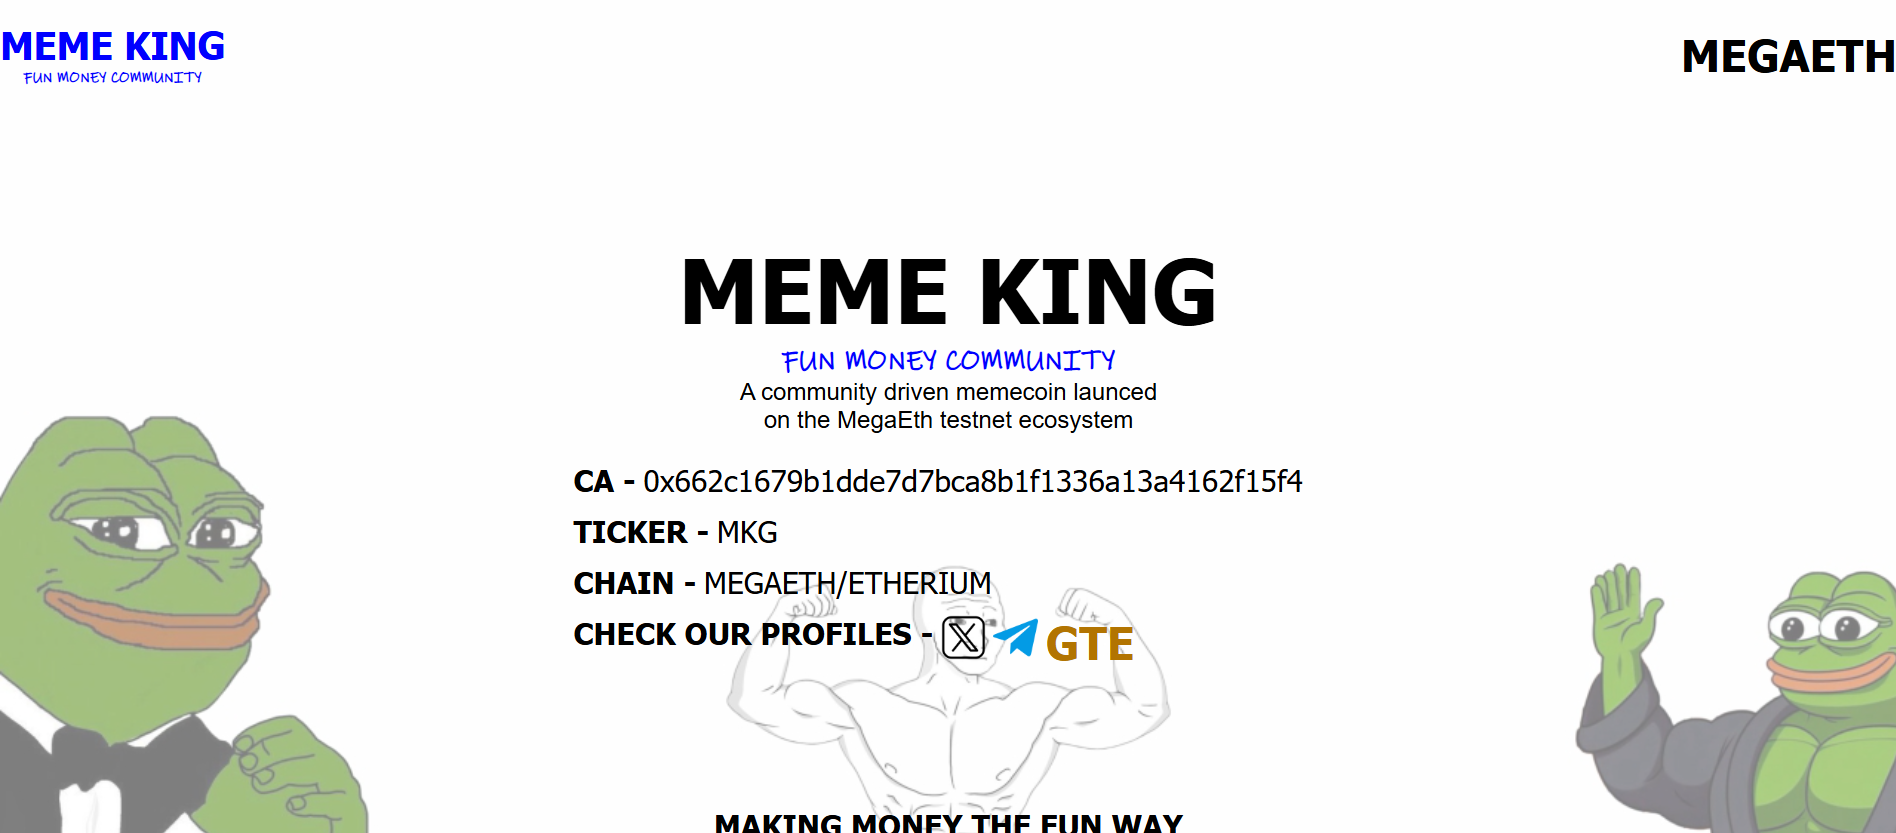 MEME KING
FUN MONEY COMMUNITY
MEGAETH
MEME KING
FUN MONEY COMMUNITY
A community driven memecoin launced
on the MegaEth testnet ecosystem
CA - 0x662c1679b1dde7d7bca8b1f1336a13a4162f15f4
TICKER - MKG
CHAIN - MEGAETH/ETHERIUM
CHECK OUR PROFILES - X GTE
MAKING MONEY THE FUN WAY